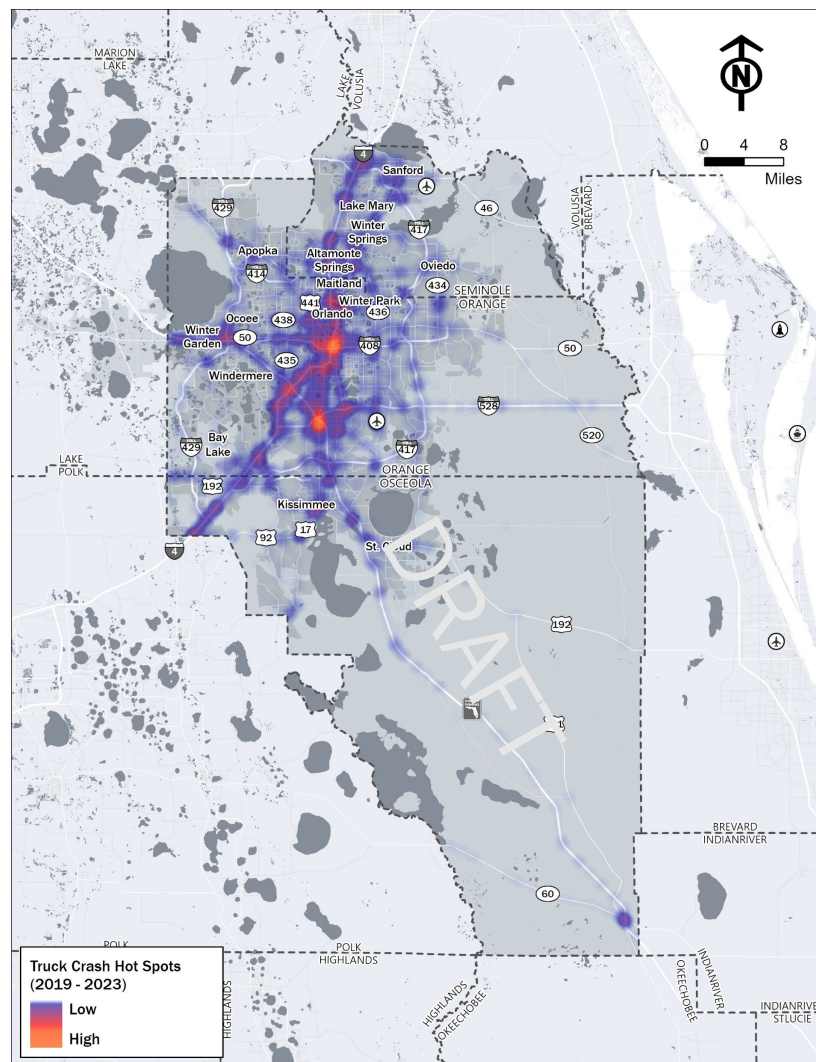 MARION
LAKE
LAKE
VOLUSIA
N
0 4 8
Miles
4
Sanford
429
Lake Mary
46
VOLUSIA
BREVARD
Winter
Springs
417
Apopka
Altamonte
Springs
Oviedo
414
Maitland
434
SEMINOLE
ORANGE
441
Winter Park
436
Ocoee
438
Orlando
Winter
Garden
50
408
50
435
Windermere
528
520
Bay
Lake
429
417
LAKE
POLK
ORANGE
OSCEOLA
192
Kissimmee
17
92
4
St. Cloud
DRAFT
192
BREVARD
INDIANRIVER
60
POLK
POLK
HIGHLANDS
HIGHLANDS
HIGHLANDS
OKEECHOBEE
INDIANRIVER
OKEECHOBEE
INDIANRIVER
STLUCIE
Truck Crash Hot Spots
(2019 - 2023)
Low
High